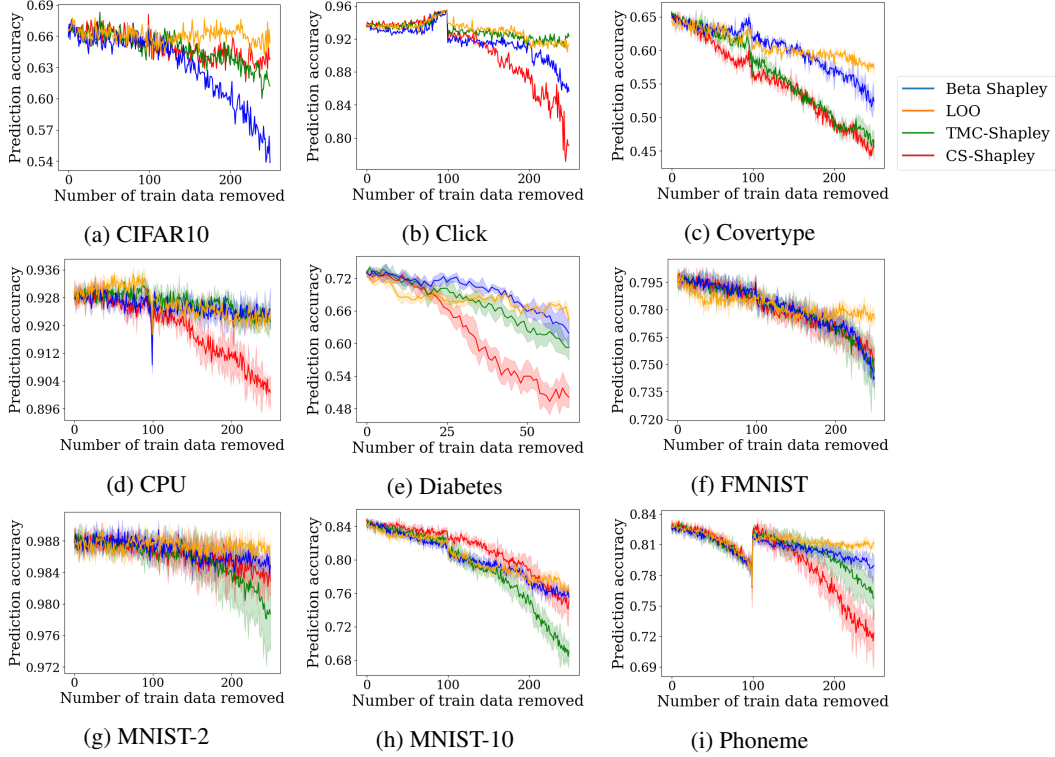 0.69
0.66
0.63
0.60
0.57
0.54
Prediction accuracy
0
100
200
Number of train data removed
(a) CIFAR10
0.96
0.92
0.88
0.84
0.80
Prediction accuracy
0
100
200
Number of train data removed
(b) Click
0.65
0.60
0.55
0.50
0.45
Prediction accuracy
0
100
200
Number of train data removed
(c) Covertype
Beta Shapley
LOO
TMC-Shapley
CS-Shapley
0.936
0.928
0.920
0.912
0.904
0.896
Prediction accuracy
0
100
200
Number of train data removed
(d) CPU
0.72
0.66
0.60
0.54
0.48
Prediction accuracy
0
25
50
Number of train data removed
(e) Diabetes
0.795
0.780
0.765
0.750
0.735
0.720
Prediction accuracy
0
100
200
Number of train data removed
(f) FMNIST
0.988
0.984
0.980
0.976
0.972
Prediction accuracy
0
100
200
Number of train data removed
(g) MNIST-2
0.84
0.80
0.76
0.72
0.68
Prediction accuracy
0
100
200
Number of train data removed
(h) MNIST-10
0.84
0.81
0.78
0.75
0.72
0.69
Prediction accuracy
0
100
200
Number of train data removed
(i) Phoneme